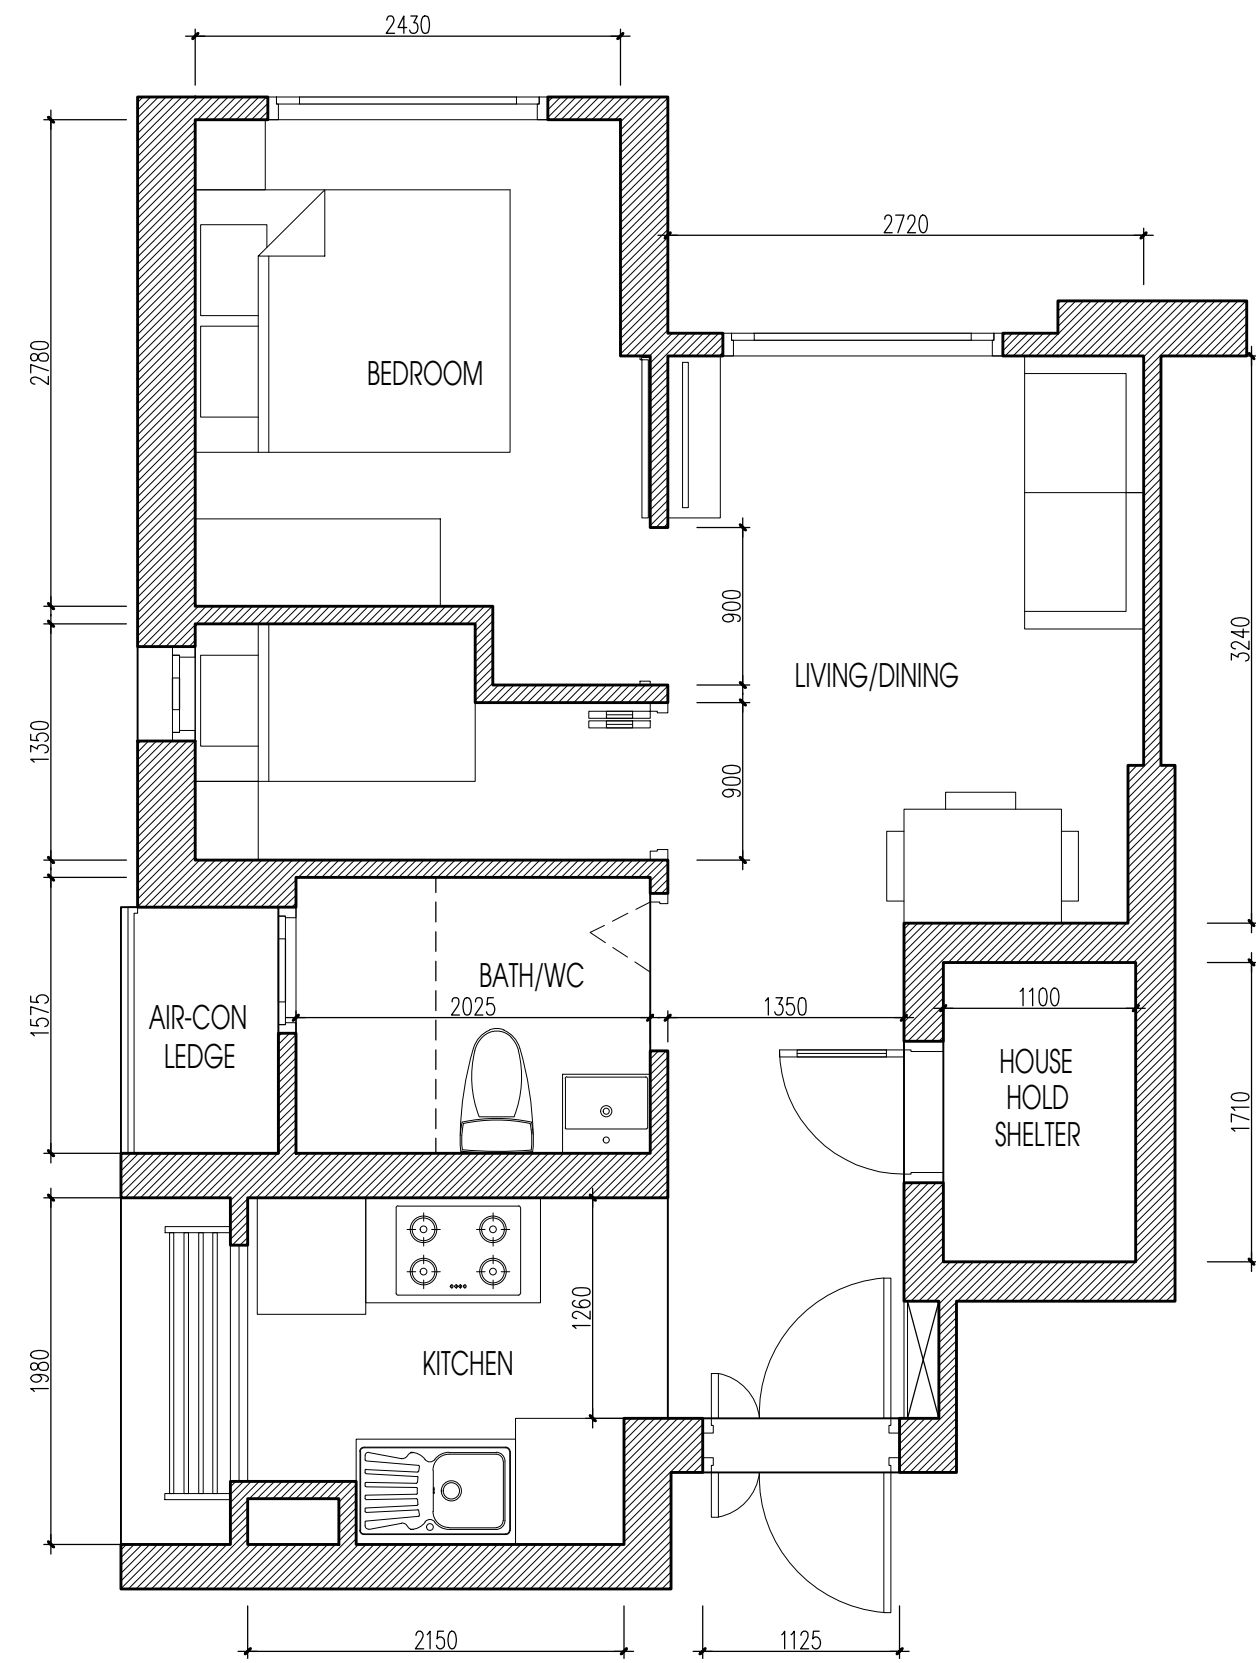 2430
2720
2780
BEDROOM
900
3240
LIVING/DINING
1350
900
BATH/WC
2025
1350
1100
1575
AIR-CON
LEDGE
HOUSE
HOLD
SHELTER
1710
1260
1980
KITCHEN
2150
1125